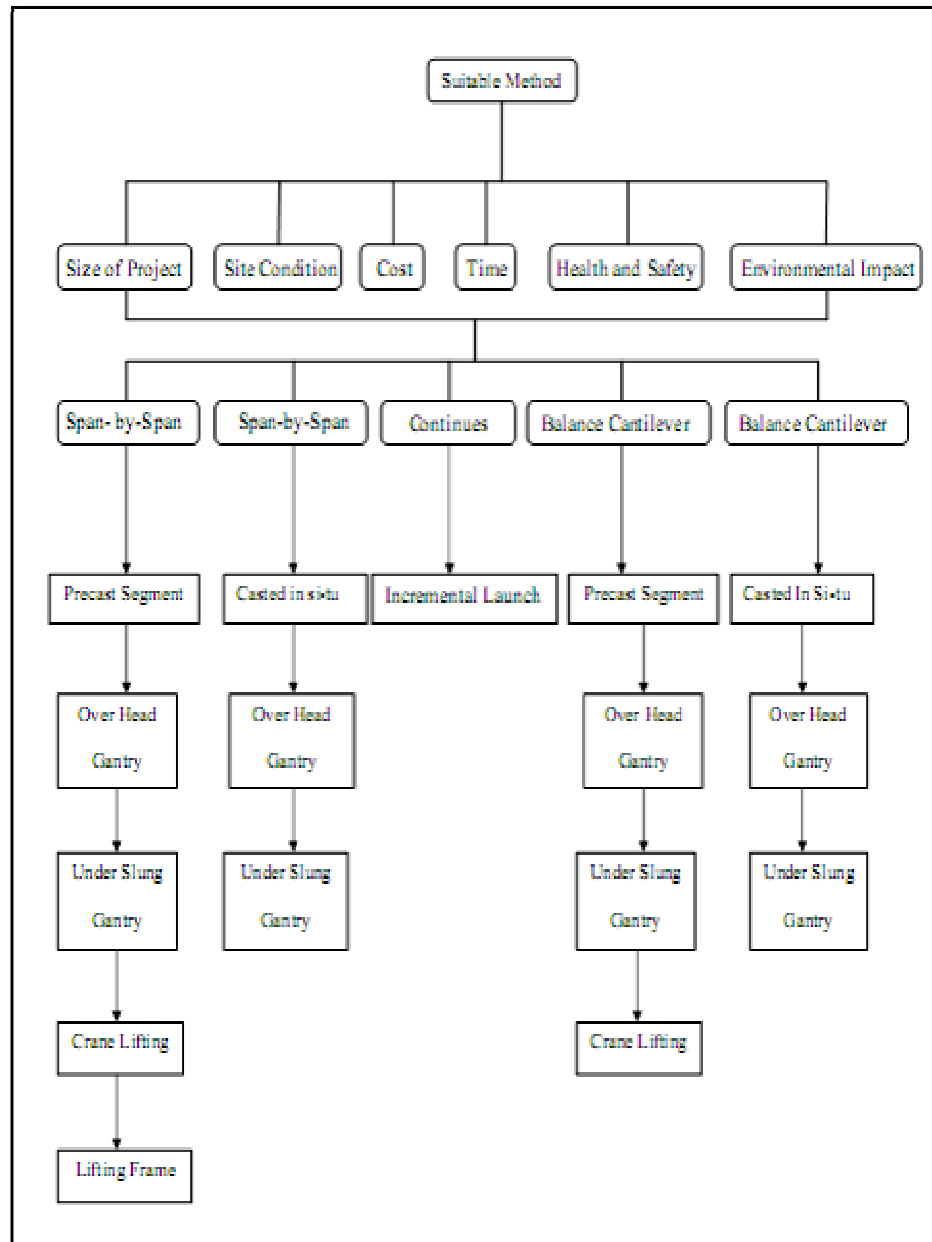 Suitable Method
Size of Project
Site Condition
Cost
Time
Health and Safety
Environmental Impact
Span- by-Span
Span-by-Span
Continues
Balance Cantilever
Balance Cantilever
Precast Segment
Casted in si-tu
Incremental Launch
Precast Segment
Casted In Si-tu
Over Head
Gantry
Over Head
Gantry
Over Head
Gantry
Over Head
Gantry
Under Slung
Gantry
Under Slung
Gantry
Under Slung
Gantry
Under Slung
Gantry
Crane Lifting
Crane Lifting
Lifting Frame